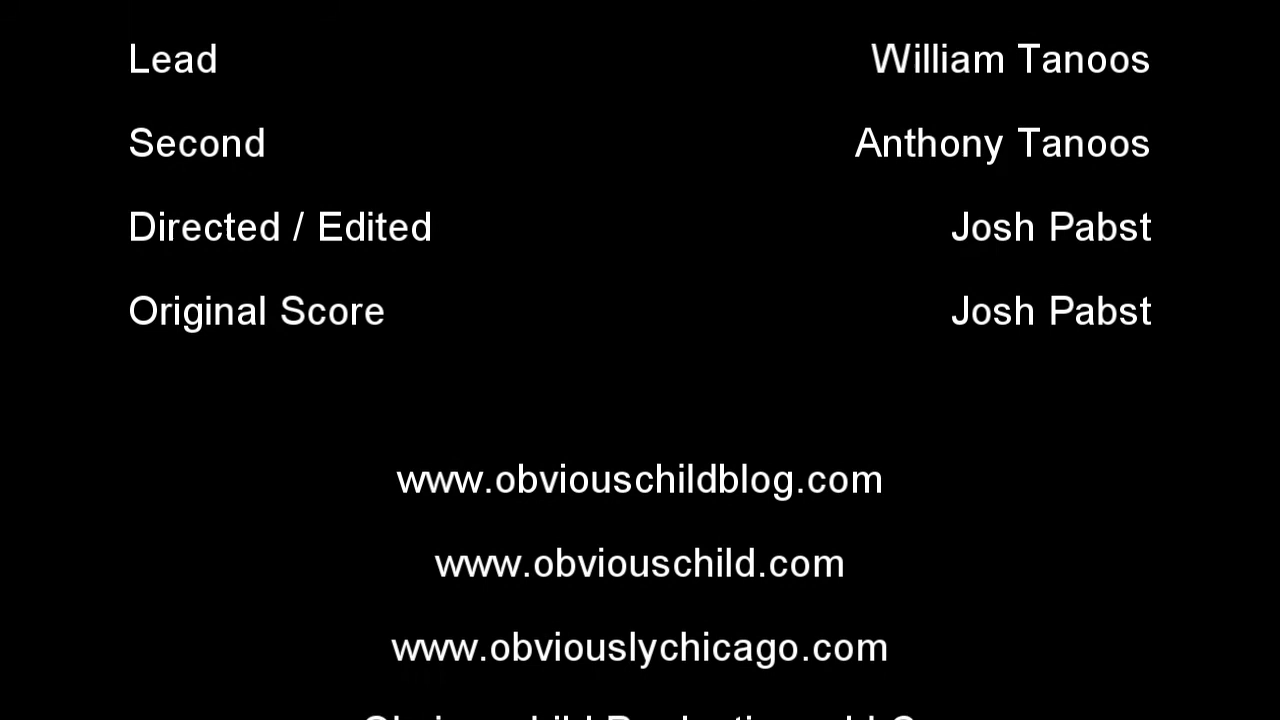 Lead William Tanoos
Second Anthony Tanoos
Directed / Edited Josh Pabst
Original Score Josh Pabst
www.obviouschildblog.com
www.obviouschild.com
www.obviouslychicago.com